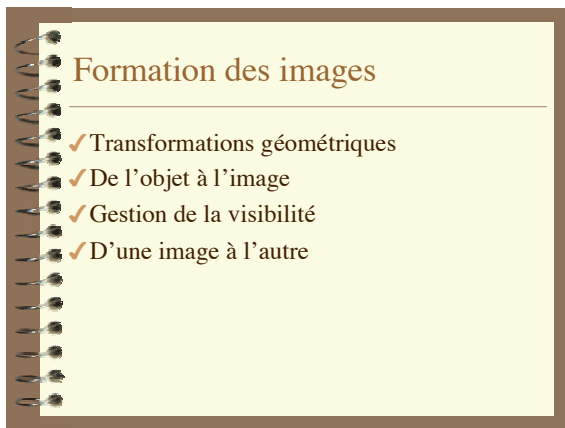 Formation des images
✓Transformations géométriques
✓De l’objet à l’image
✓Gestion de la visibilité
✓D’une image à l’autre